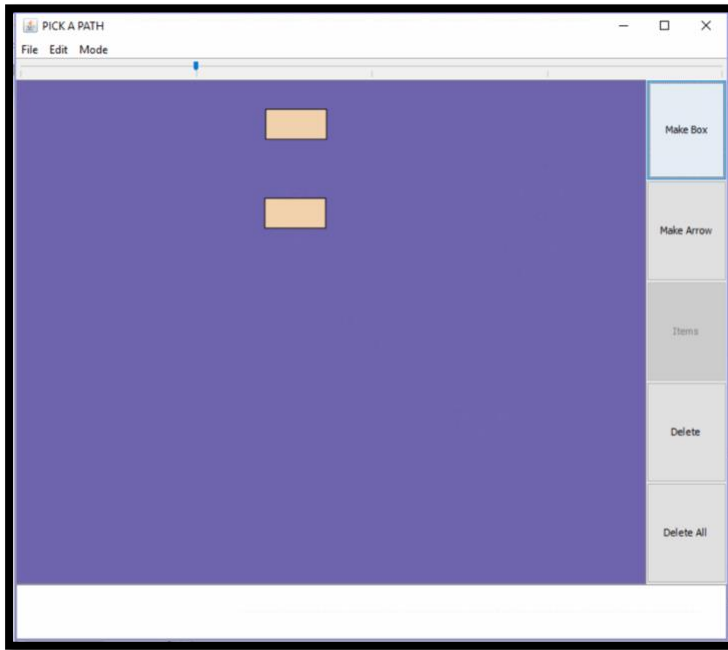 PICK A PATH
File Edit Mode
Make Box
Make Arrow
Items
Delete
Delete All